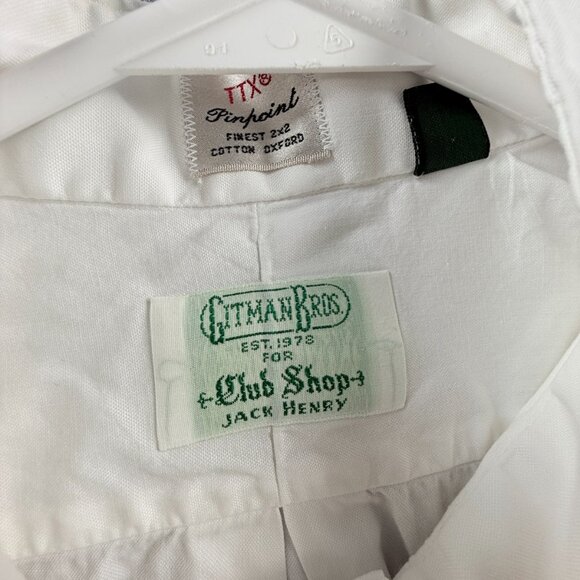 TTX®
Pinpoint
FINEST 2x2
COTTON OXFORD
GITMAN BROS.
EST. 1978
FOR
Club Shop
JACK HENRY